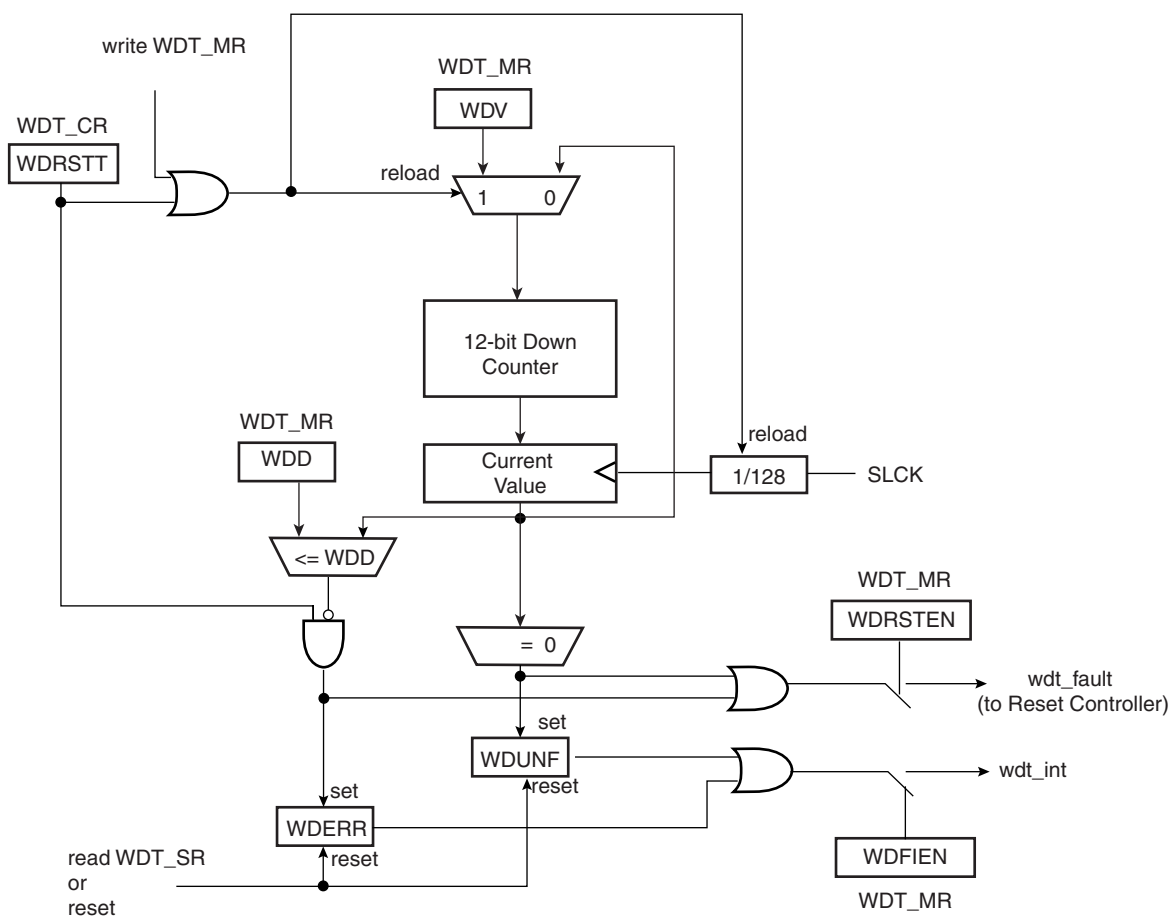 write WDT_MR
WDT_MR
WDV
WDT_CR
WDRSTT
reload
1 0
12-bit Down
Counter
WDT_MR
WDD
reload
Current
Value
1/128
SLCK
<= WDD
WDT_MR
WDRSTEN
= 0
wdt_fault
(to Reset Controller)
set
WDUNF
reset
wdt_int
set
WDERR
reset
read WDT_SR
or
reset
WDFIEN
WDT_MR